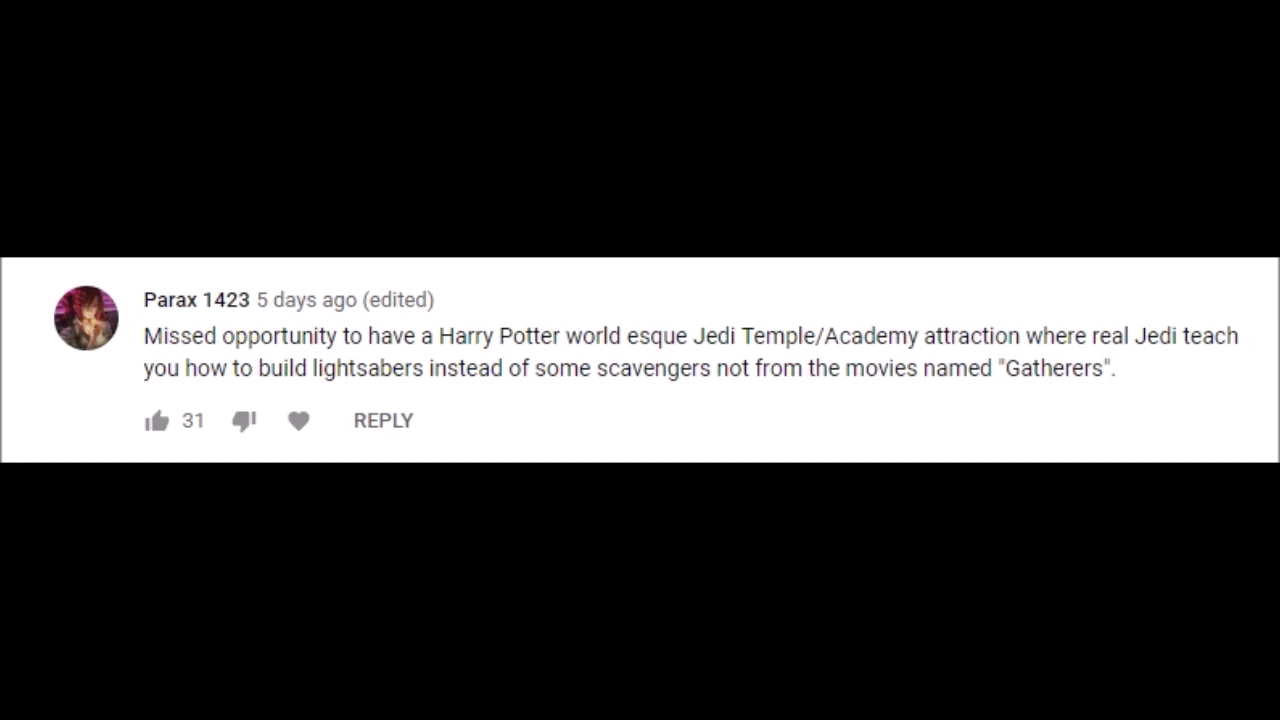 Parax 1423 5 days ago (edited)
Missed opportunity to have a Harry Potter world esque Jedi Temple/Academy attraction where real Jedi teach
you how to build lightsabers instead of some scavengers not from the movies named "Gatherers".
31 REPLY